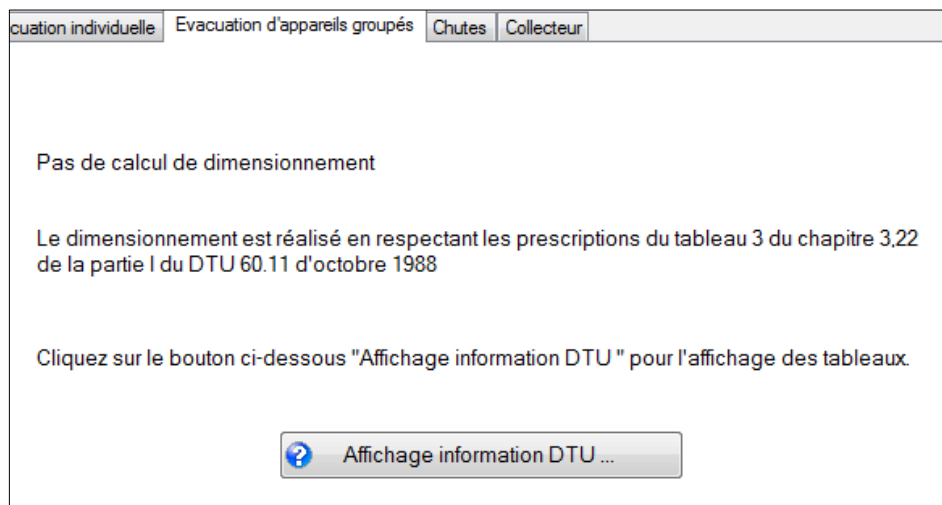 cuation individuelle Evacuation d'appareils groupés Chutes Collecteur
Pas de calcul de dimensionnement
Le dimensionnement est réalisé en respectant les prescriptions du tableau 3 du chapitre 3,22
de la partie I du DTU 60.11 d'octobre 1988
Cliquez sur le bouton ci-dessous "Affichage information DTU " pour l'affichage des tableaux.
Affichage information DTU ...